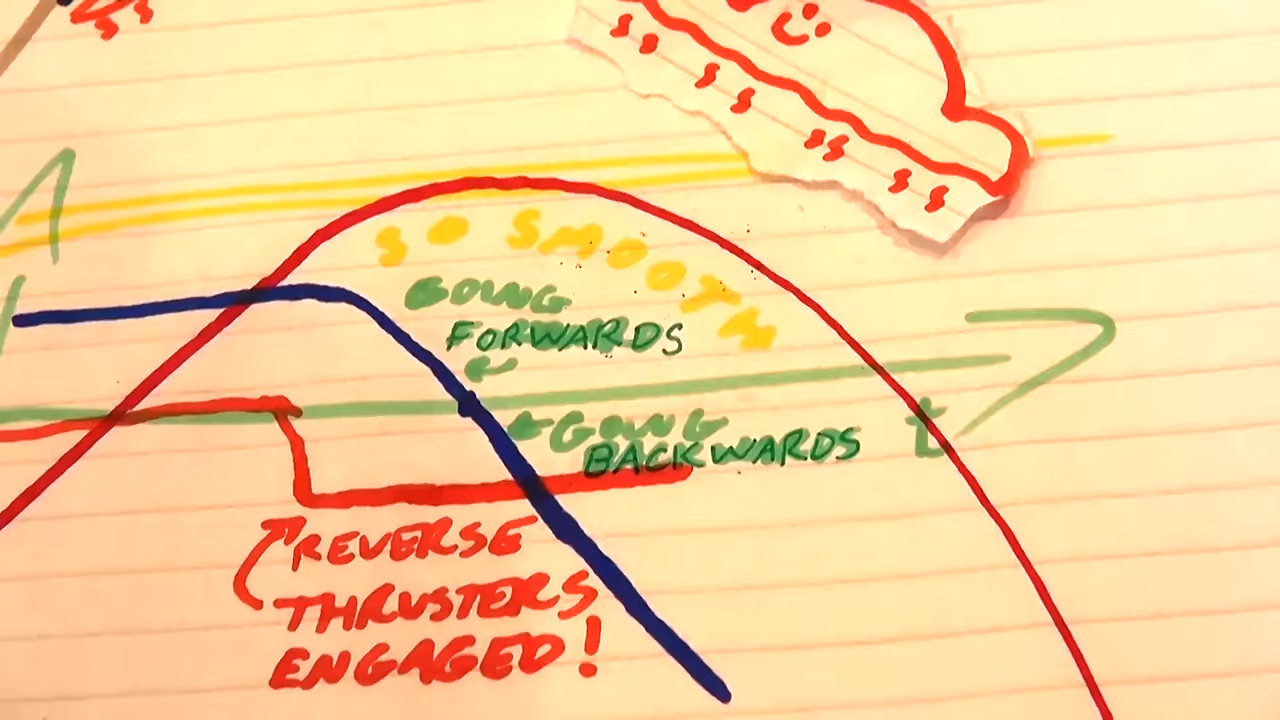 SO SMOOTH
GOING
FORWARDS
GOING
BACKWARDS
t
REVERSE
THRUSTERS
ENGAGED!